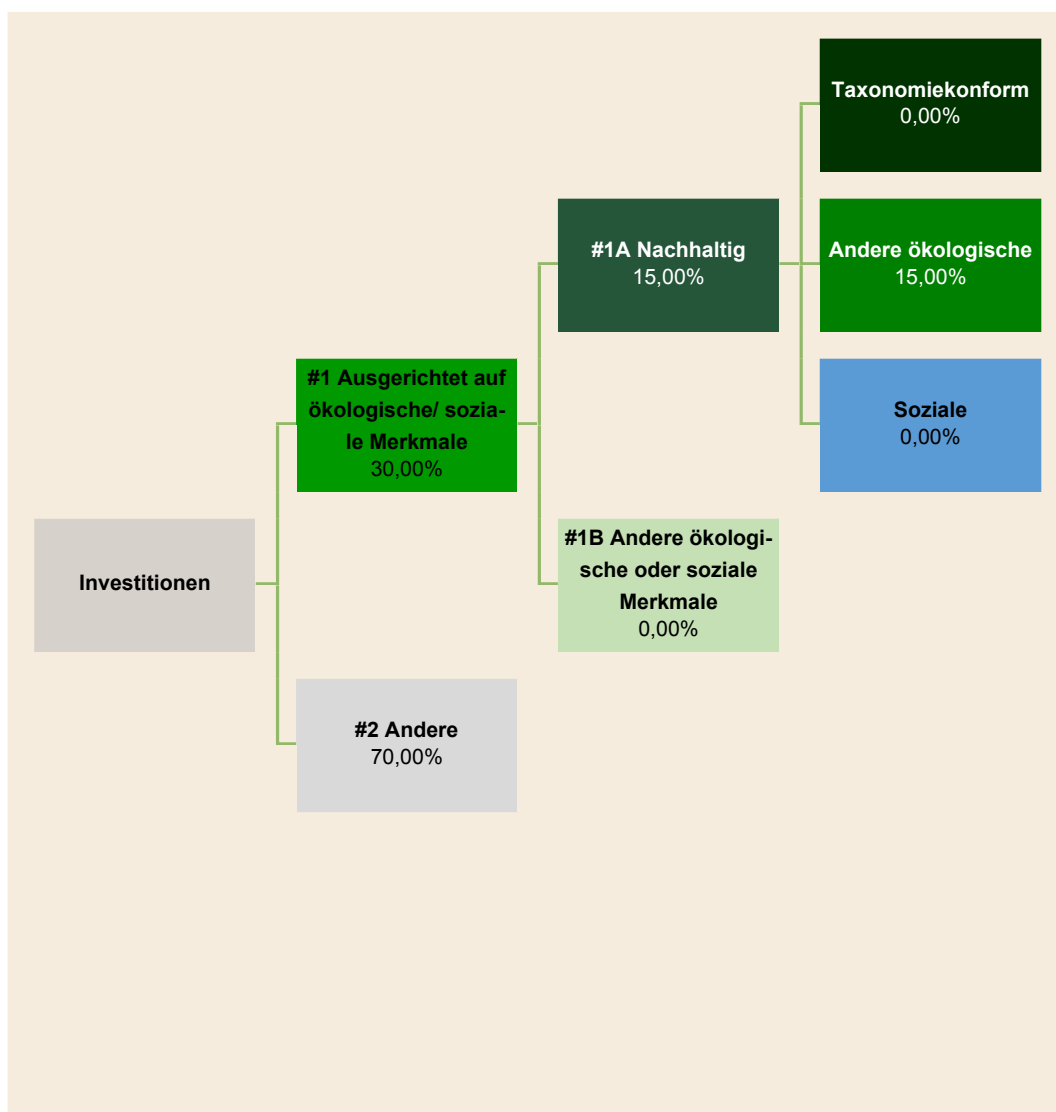 Taxonomiekonform
0,00%
#1A Nachhaltig
15,00%
Andere ökologische
15,00%
#1 Ausgerichtet auf
ökologische/ sozia-
le Merkmale
30,00%
Soziale
0,00%
Investitionen
#1B Andere ökologi-
sche oder soziale
Merkmale
0,00%
#2 Andere
70,00%